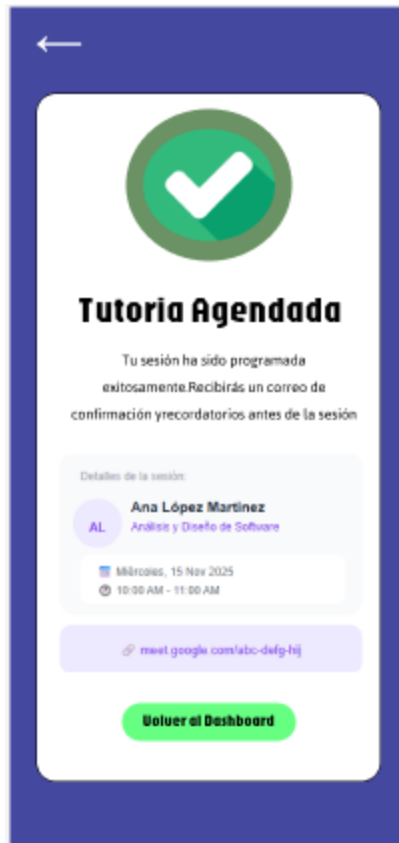 Tutoria Agendada
Tu sesión ha sido programada
exitosamente.Recibirás un correo de
confirmación yrecordatorios antes de la sesión
Detalles de la sesión:
AL
Ana López Martinez
Análisis y Diseño de Software
Miércoles, 15 Nov 2025
10:00 AM - 11:00 AM
meet.google.com/abc-defg-hij
Volver al Dashboard